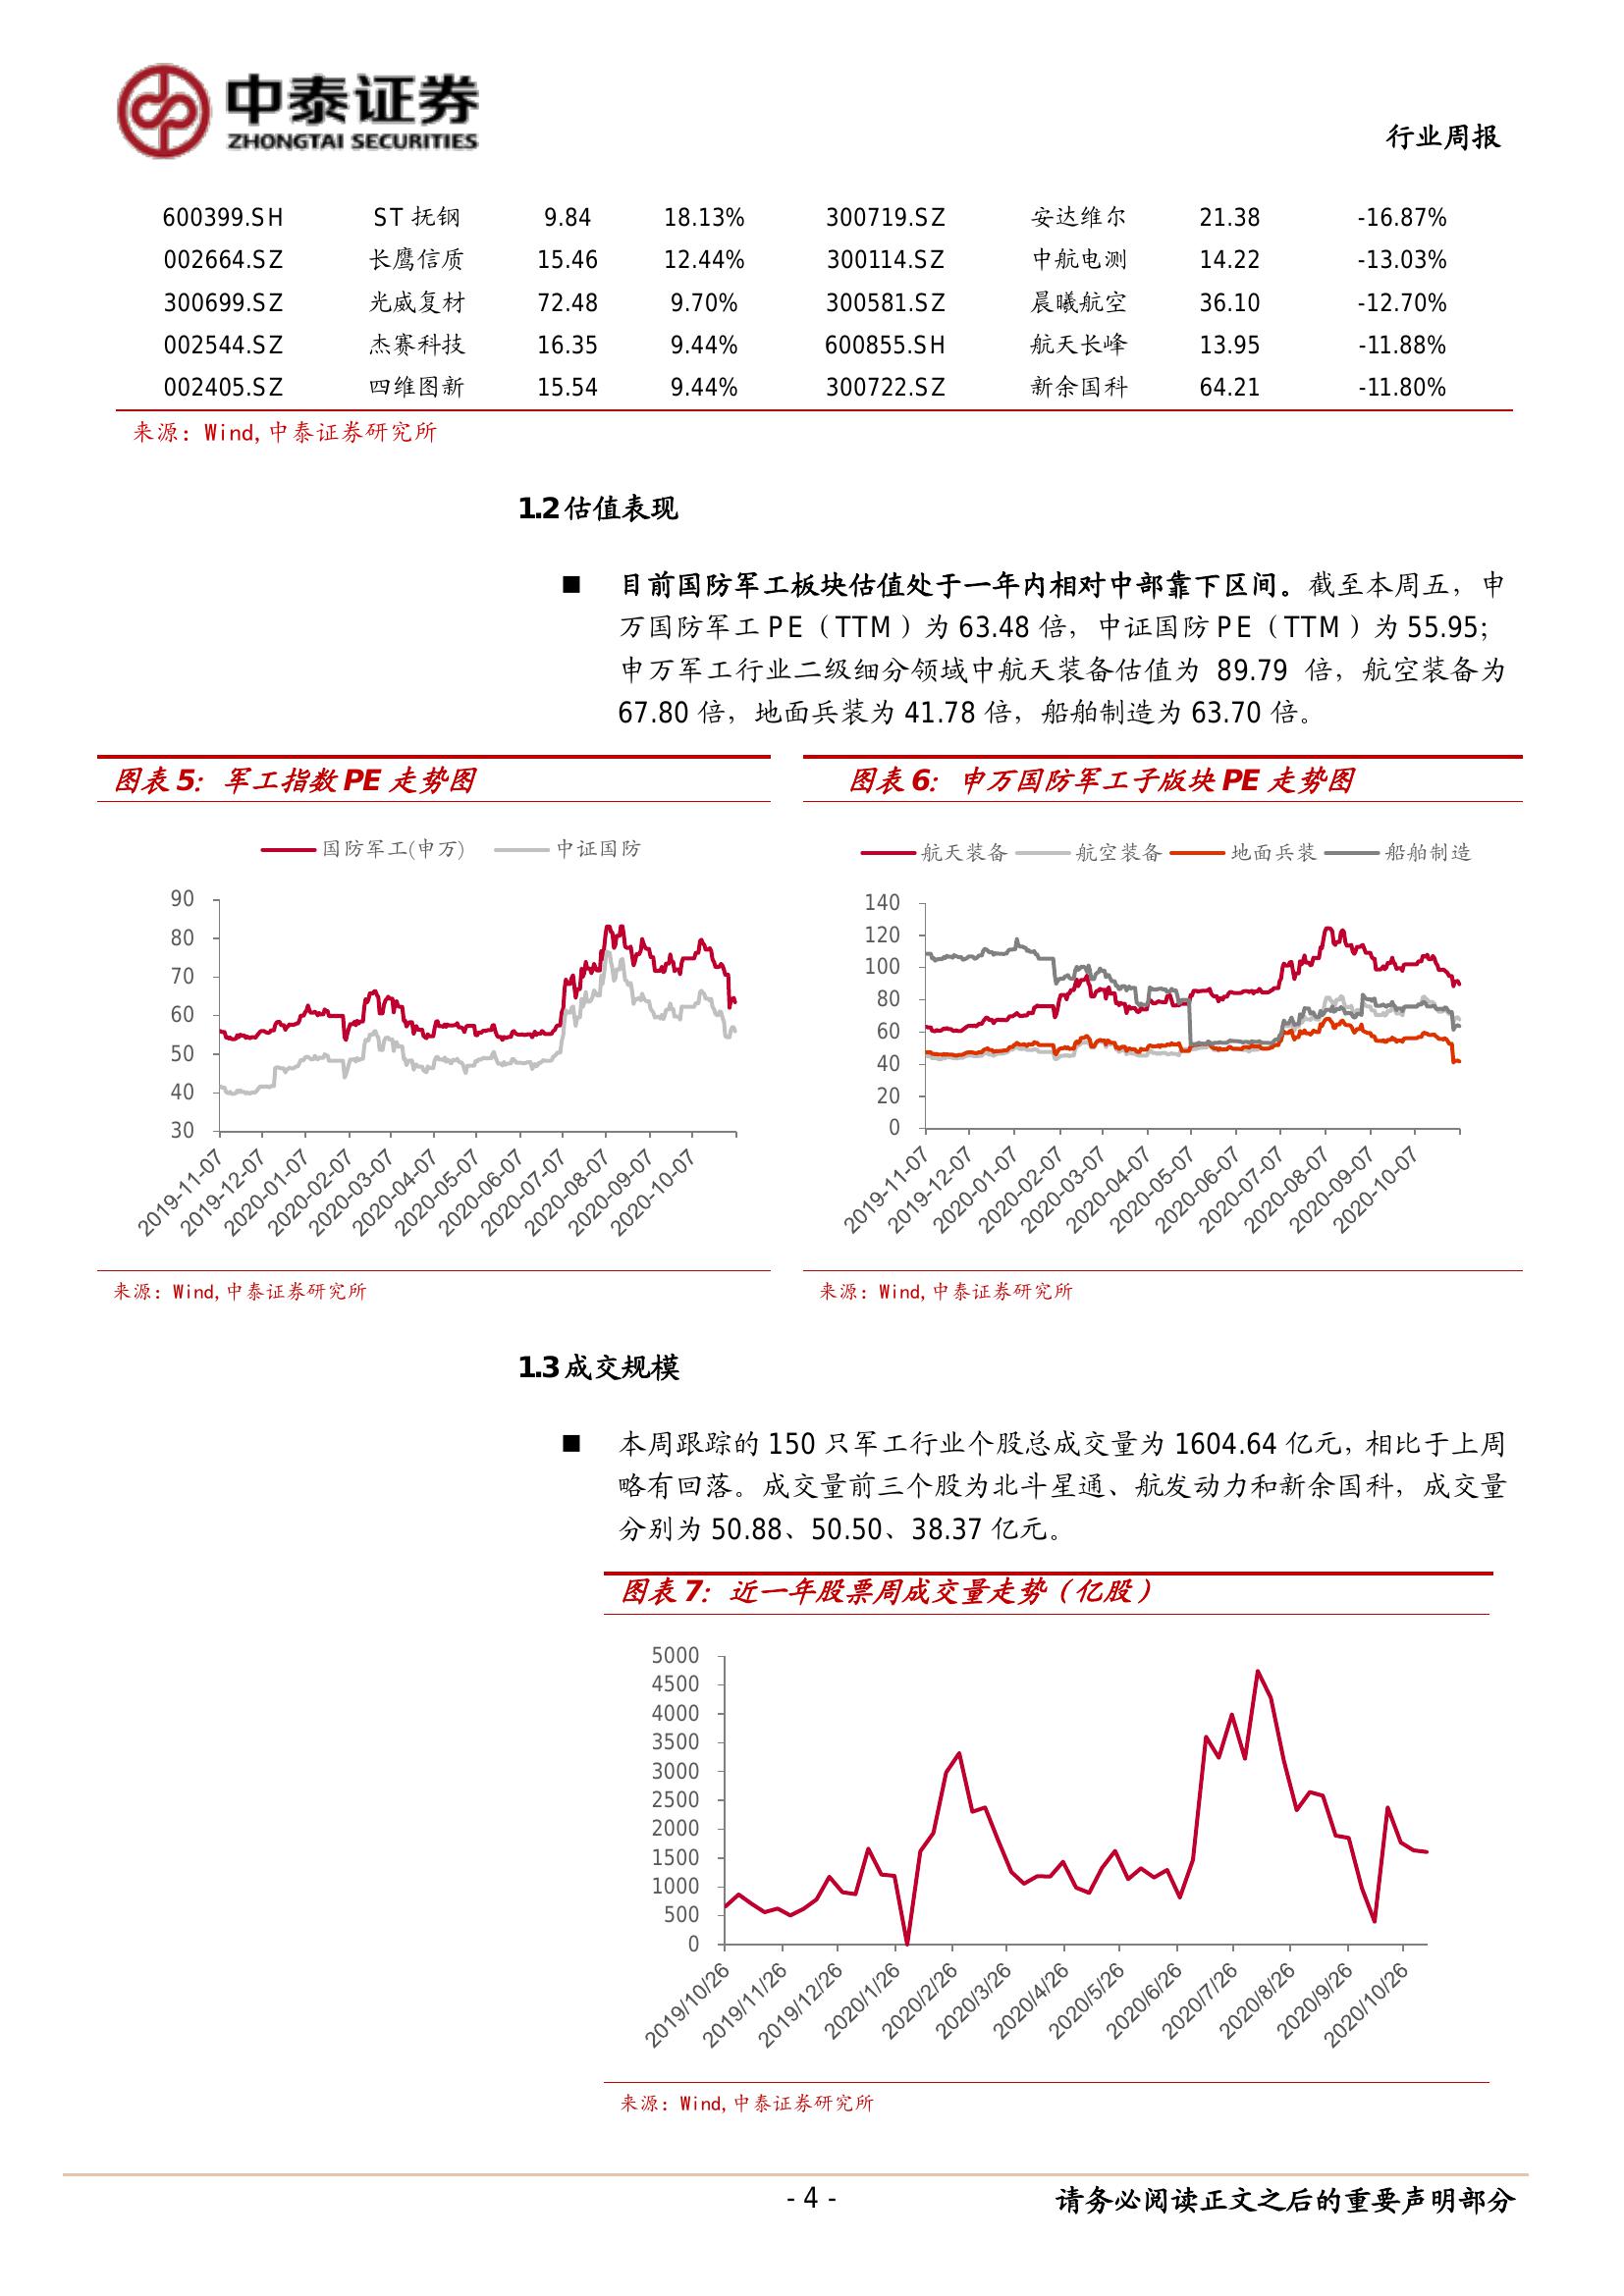 中泰证券
ZHONGTAI SECURITIES
行业周报
600399.SH ST 抚钢 9.84 18.13% 300719.SZ 安达维尔 21.38 -16.87%
002664.SZ 长鹰信质 15.46 12.44% 300114.SZ 中航电测 14.22 -13.03%
300699.SZ 光威复材 72.48 9.70% 300581.SZ 晨曦航空 36.10 -12.70%
002544.SZ 杰赛科技 16.35 9.44% 600855.SH 航天长峰 13.95 -11.88%
002405.SZ 四维图新 15.54 9.44% 300722.SZ 新余国科 64.21 -11.80%
来源：Wind,中泰证券研究所
1.2 估值表现
■ 目前国防军工板块估值处于一年内相对中部靠下区间。截至本周五，申
万国防军工 PE（TTM）为 63.48 倍，中证国防 PE（TTM）为 55.95；
申万军工行业二级细分领域中航天装备估值为 89.79 倍，航空装备为
67.80 倍，地面兵装为 41.78 倍，船舶制造为 63.70 倍。
图表 5：军工指数 PE 走势图
国防军工(申万) 中证国防
90
80
70
60
50
40
30
2019-11-07 2019-12-07 2020-01-07 2020-02-07 2020-03-07 2020-04-07 2020-05-07 2020-06-07 2020-07-07 2020-08-07 2020-09-07 2020-10-07
来源：Wind,中泰证券研究所
图表 6：申万国防军工子版块 PE 走势图
航天装备 航空装备 地面兵装 船舶制造
140
120
100
80
60
40
20
0
2019-11-07 2019-12-07 2020-01-07 2020-02-07 2020-03-07 2020-04-07 2020-05-07 2020-06-07 2020-07-07 2020-08-07 2020-09-07 2020-10-07
来源：Wind,中泰证券研究所
1.3 成交规模
■ 本周跟踪的 150 只军工行业个股总成交量为 1604.64 亿元，相比于上周
略有回落。成交量前三个股为北斗星通、航发动力和新余国科，成交量
分别为 50.88、50.50、38.37 亿元。
图表 7：近一年股票周成交量走势（亿股）
5000
4500
4000
3500
3000
2500
2000
1500
1000
500
0
2019/10/26 2019/11/26 2019/12/26 2020/1/26 2020/2/26 2020/3/26 2020/4/26 2020/5/26 2020/6/26 2020/7/26 2020/8/26 2020/9/26 2020/10/26
来源：Wind,中泰证券研究所
- 4 -
请务必阅读正文之后的重要声明部分